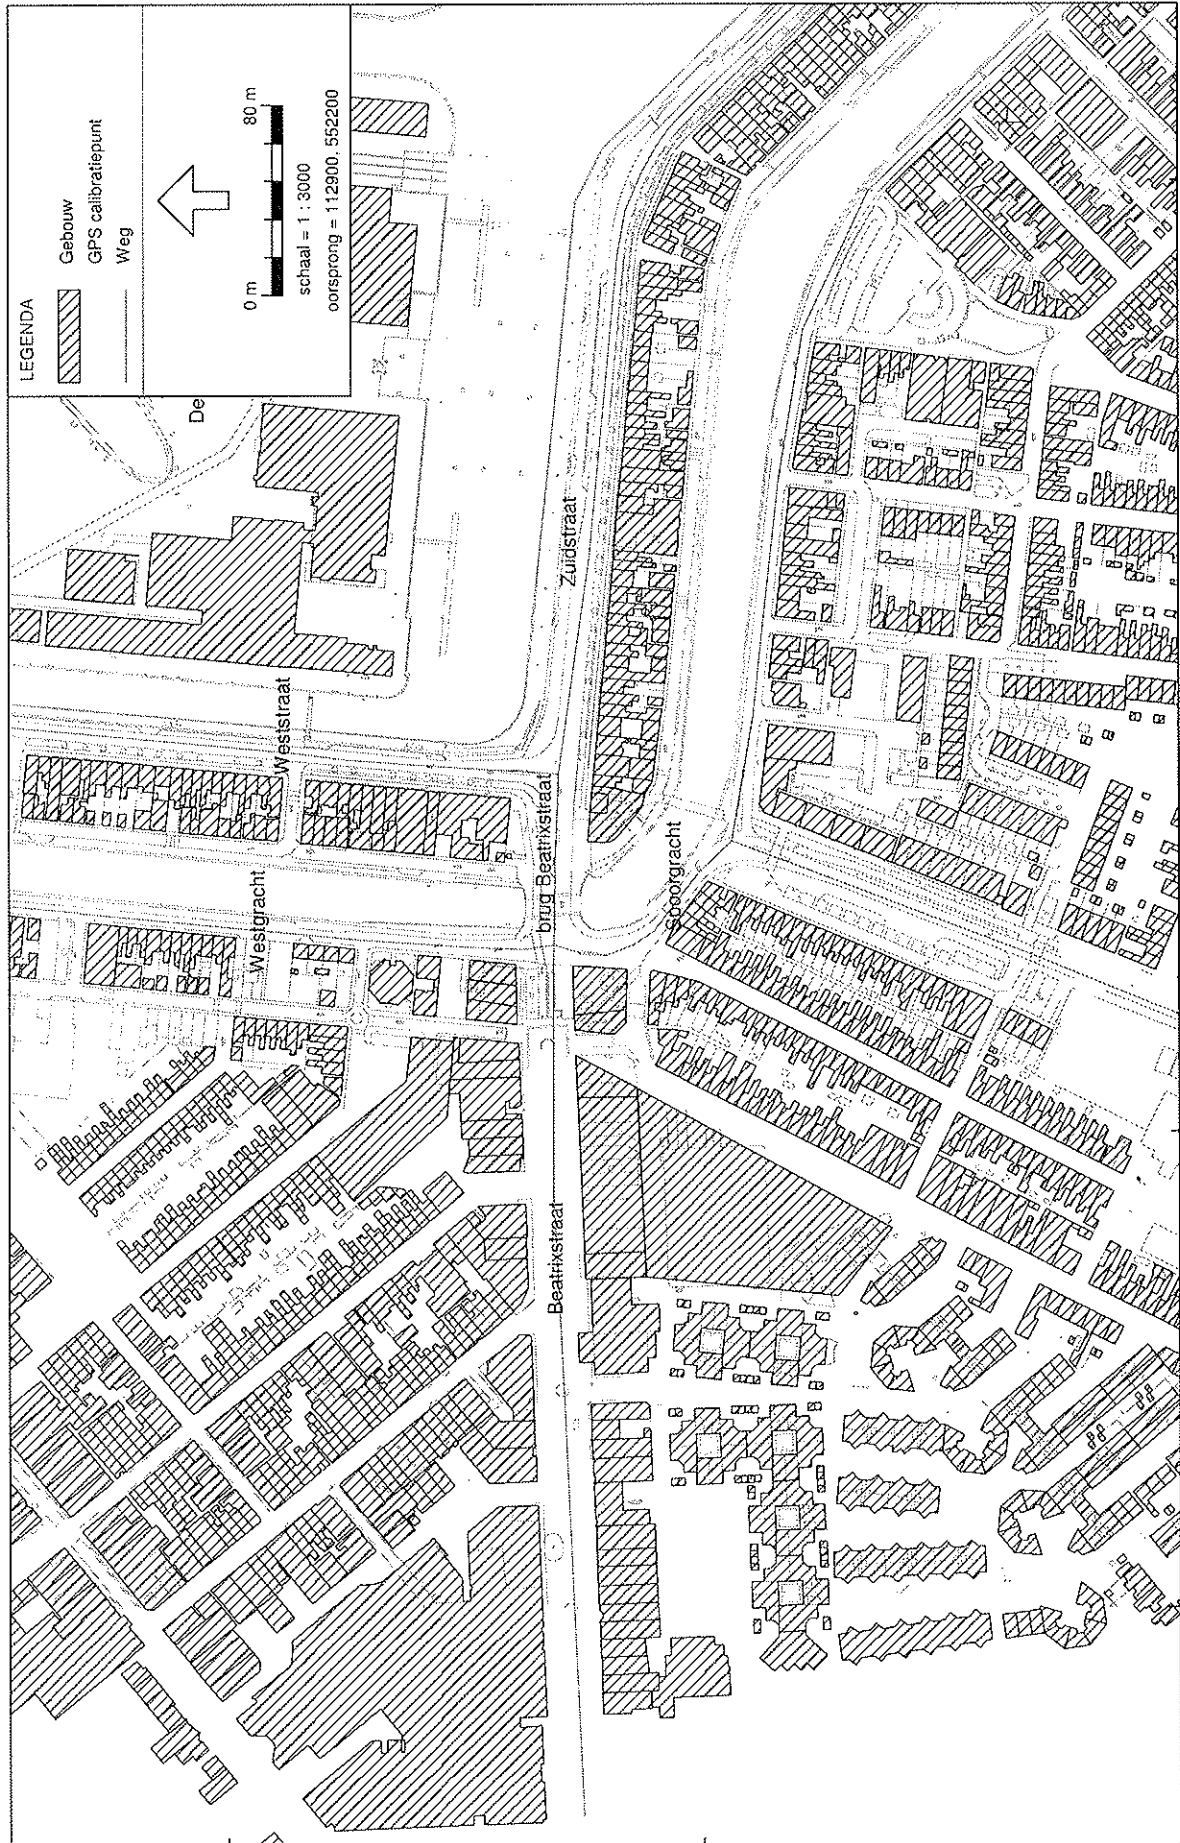 LEGENDA
Gebouw
GPS calibratiepunt
Weg
0 m 80 m
schaal = 1 : 3000
oorsprong = 112900, 552200
De
Weststraat
Zuidstraat
Westgracht
brug Beatrixstraat
spoorgracht
Beatrixstraat